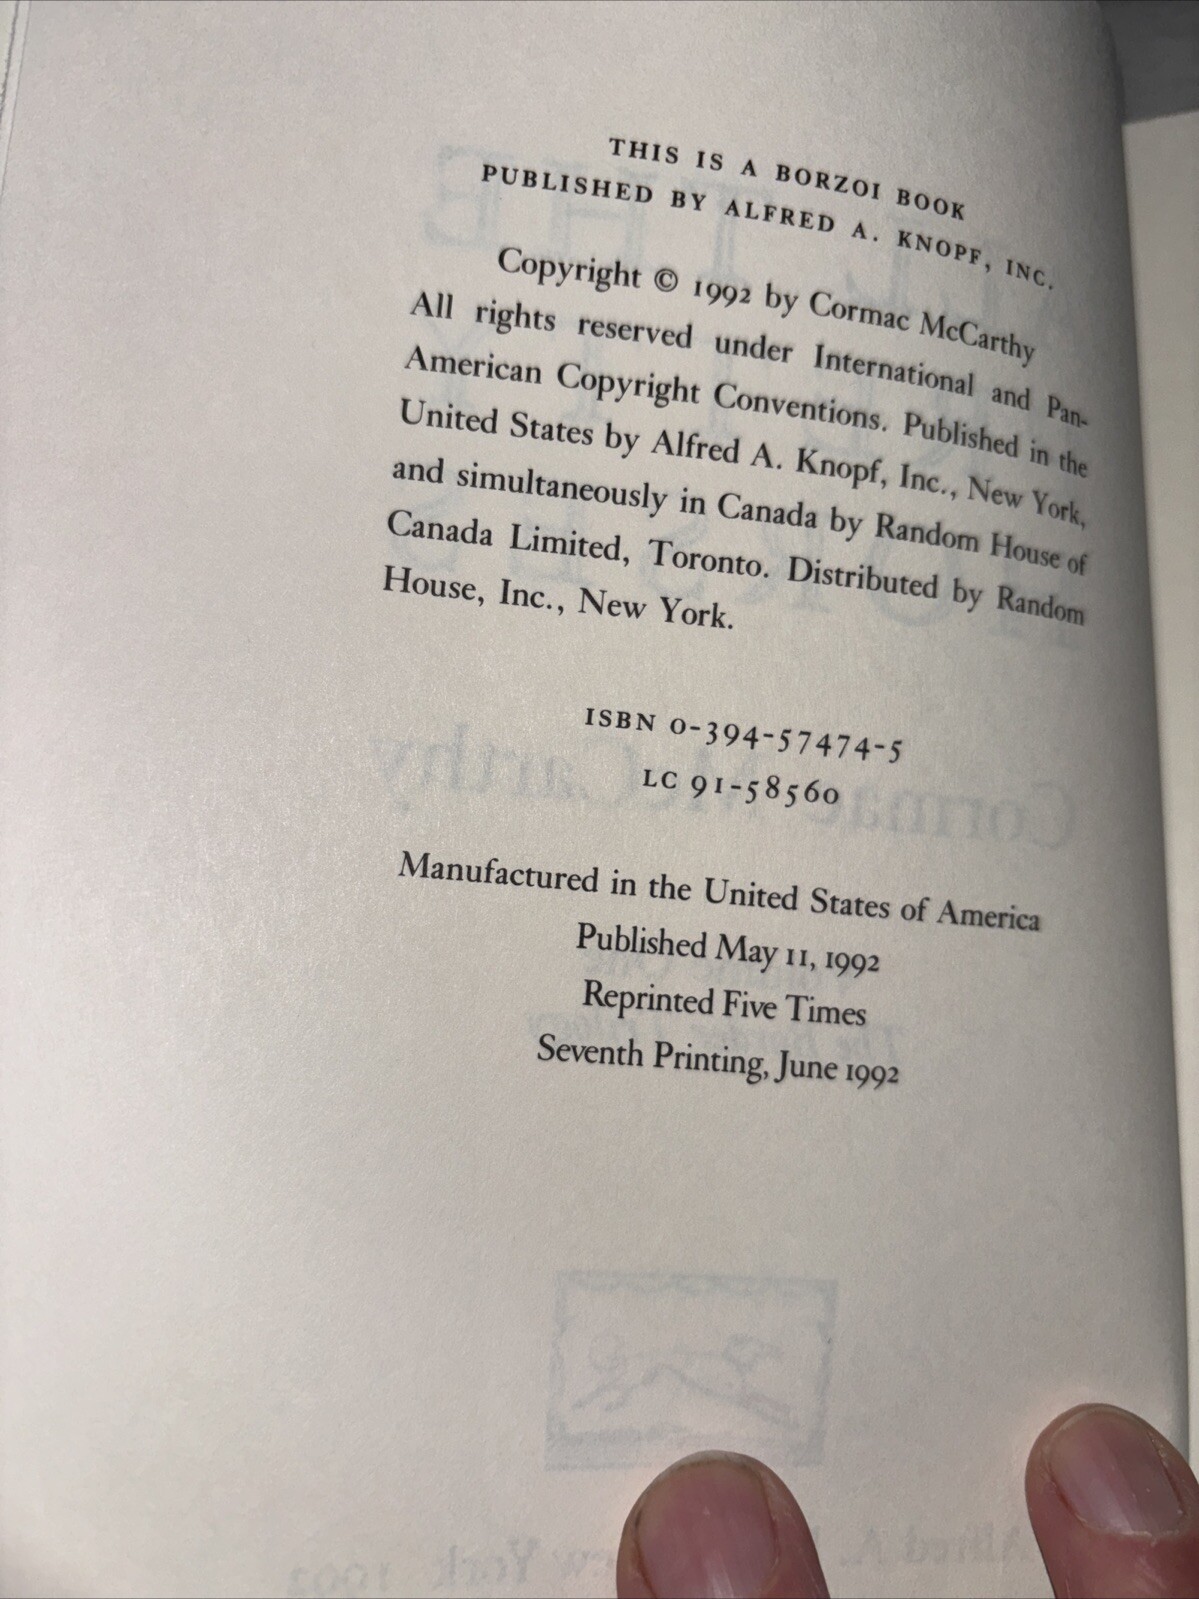 THIS IS A BORZOI BOOK
PUBLISHED BY ALFRED A. KNOPF, INC.
Copyright © 1992 by Cormac McCarthy
All rights reserved under International and Pan-
American Copyright Conventions. Published in the
United States by Alfred A. Knopf, Inc., New York,
and simultaneously in Canada by Random House of
Canada Limited, Toronto. Distributed by Random
House, Inc., New York.
ISBN 0-394-57474-5
LC 91-58560
Manufactured in the United States of America
Published May 11, 1992
Reprinted Five Times
Seventh Printing, June 1992